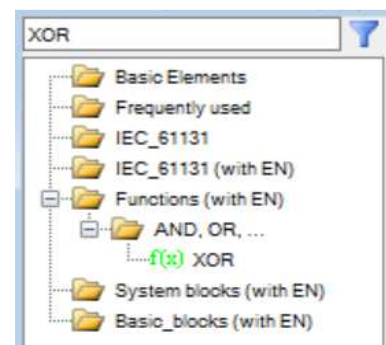 XOR
Basic Elements
Frequently used
IEC_61131
IEC_61131 (with EN)
Functions (with EN)
AND, OR, ...
f(x) XOR
System blocks (with EN)
Basic_blocks (with EN)